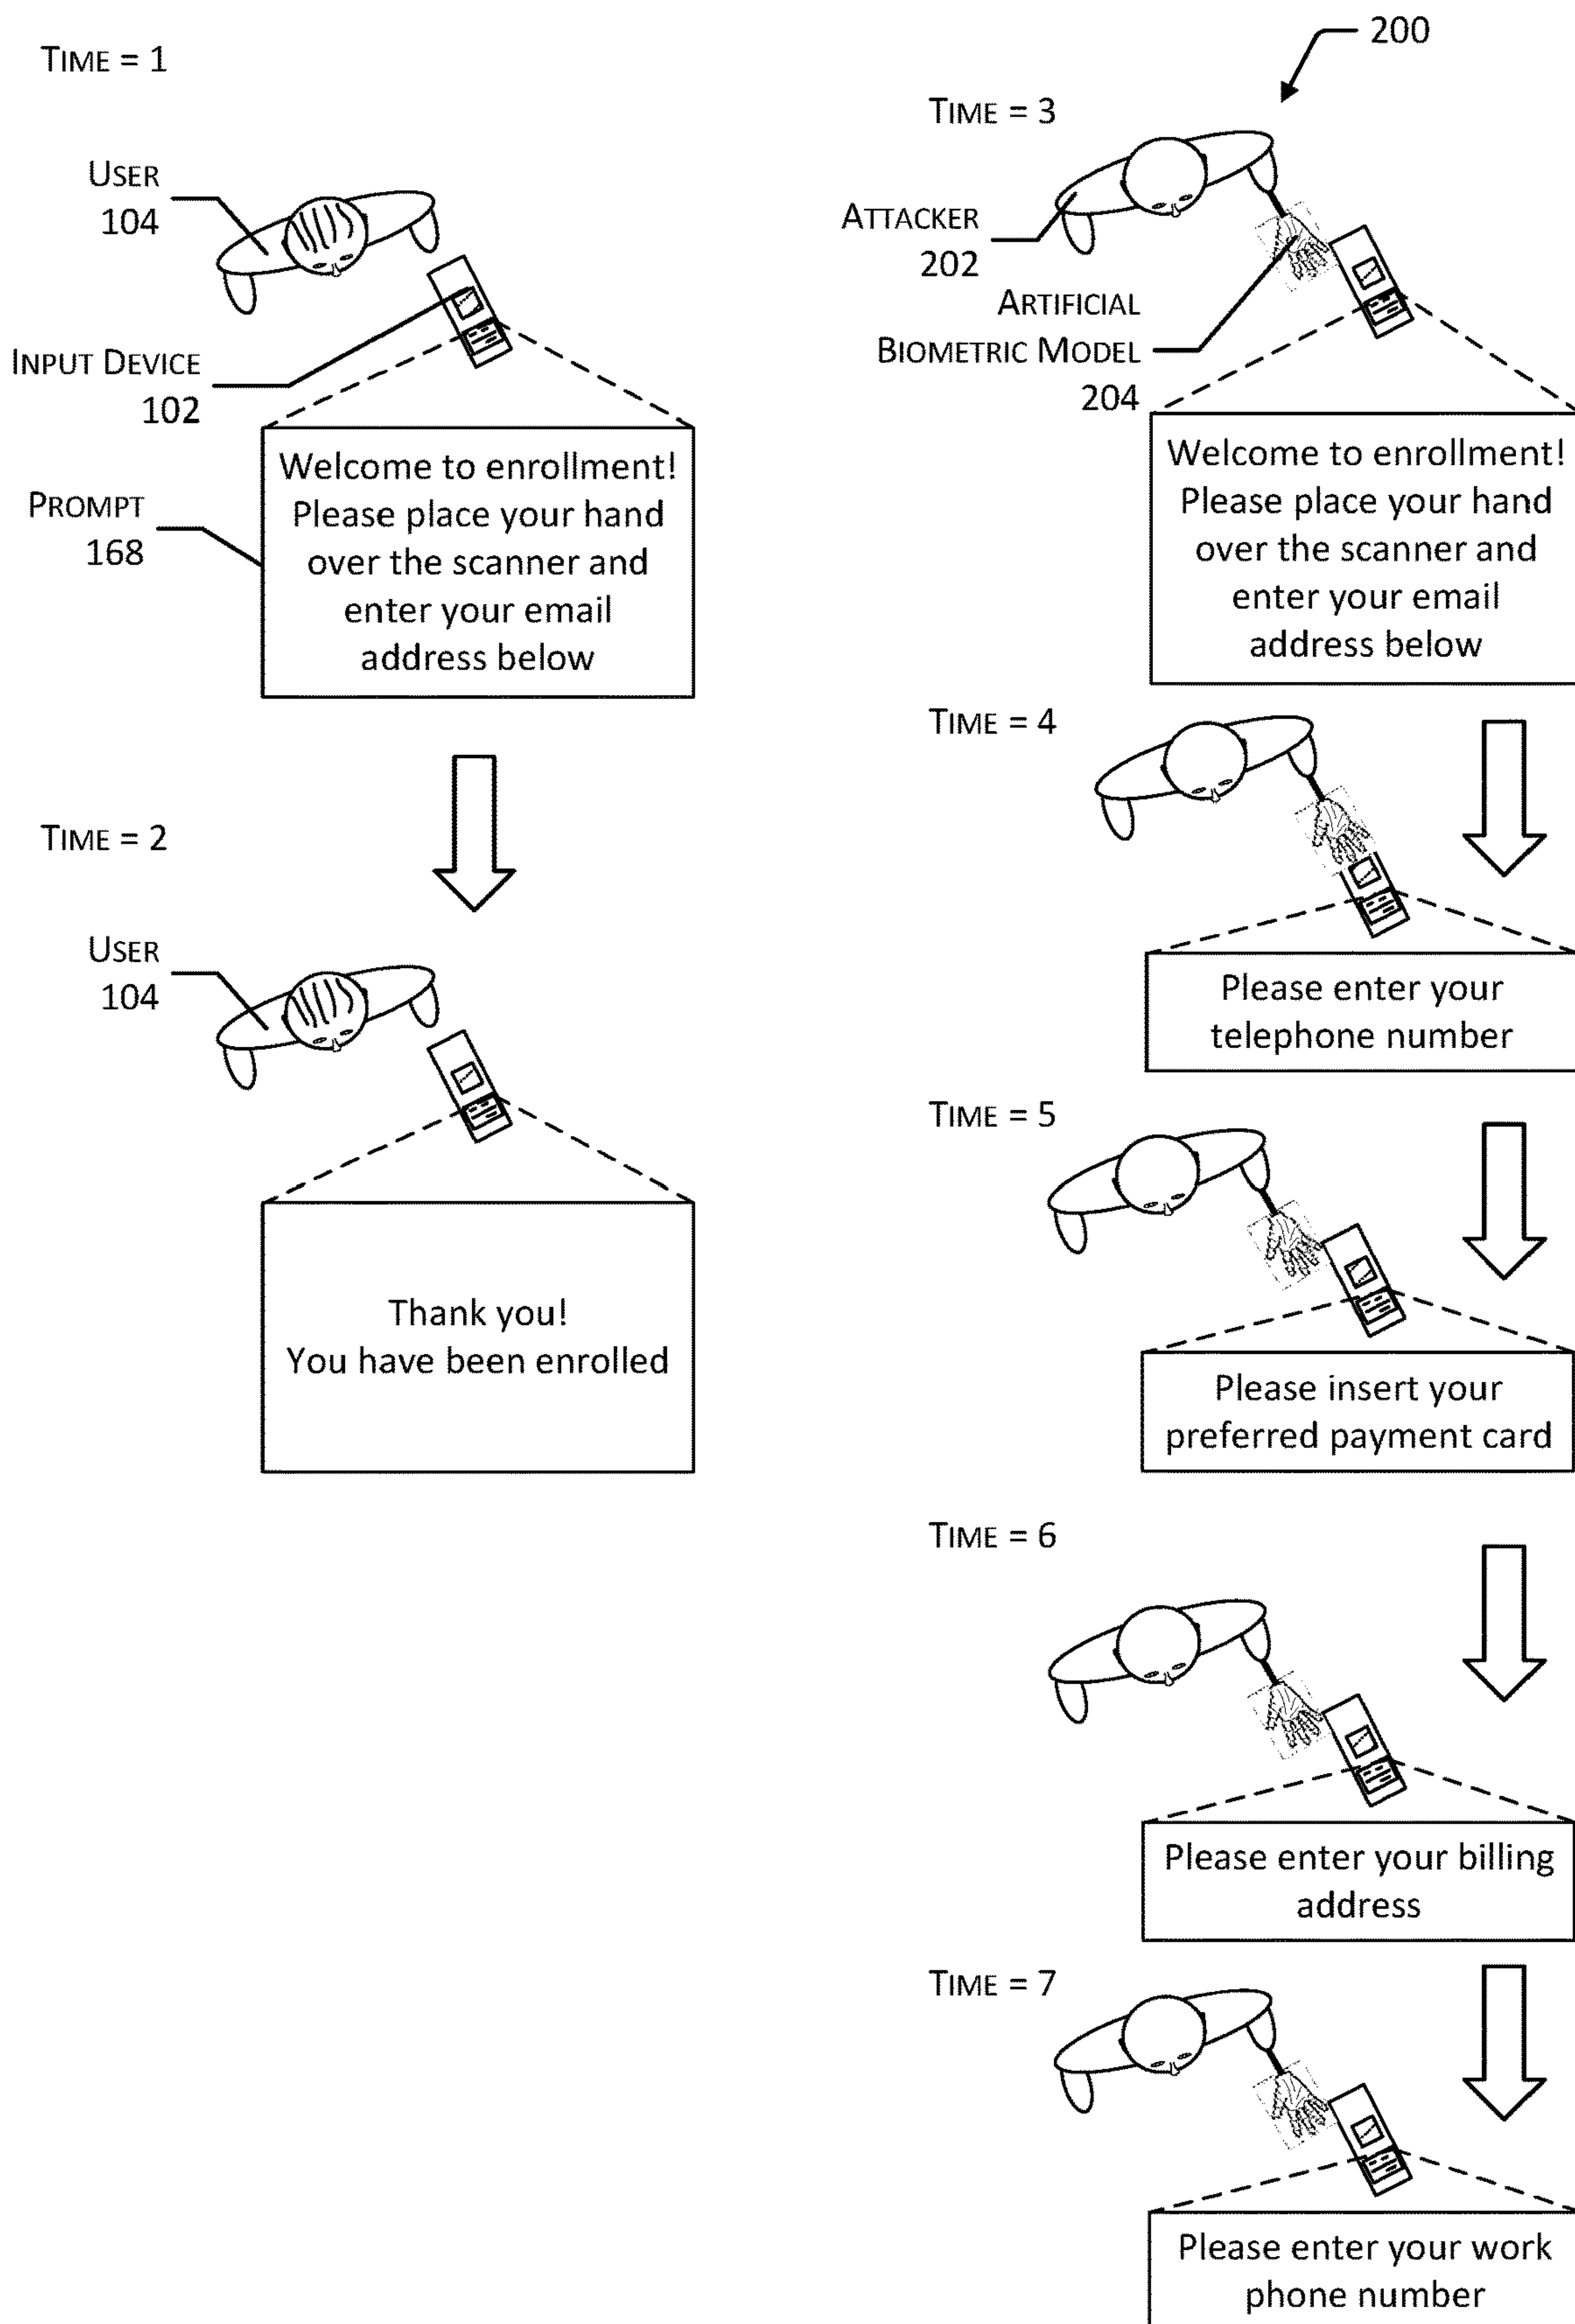 TIME = 1
USER
104
INPUT DEVICE
102
PROMPT
168
Welcome to enrollment!
Please place your hand
over the scanner and
enter your email
address below
TIME = 2
USER
104
Thank you!
You have been enrolled
200
TIME = 3
ATTACKER
202
ARTIFICIAL
BIOMETRIC MODEL
204
Welcome to enrollment!
Please place your hand
over the scanner and
enter your email
address below
TIME = 4
Please enter your
telephone number
TIME = 5
Please insert your
preferred payment card
TIME = 6
Please enter your billing
address
TIME = 7
Please enter your work
phone number